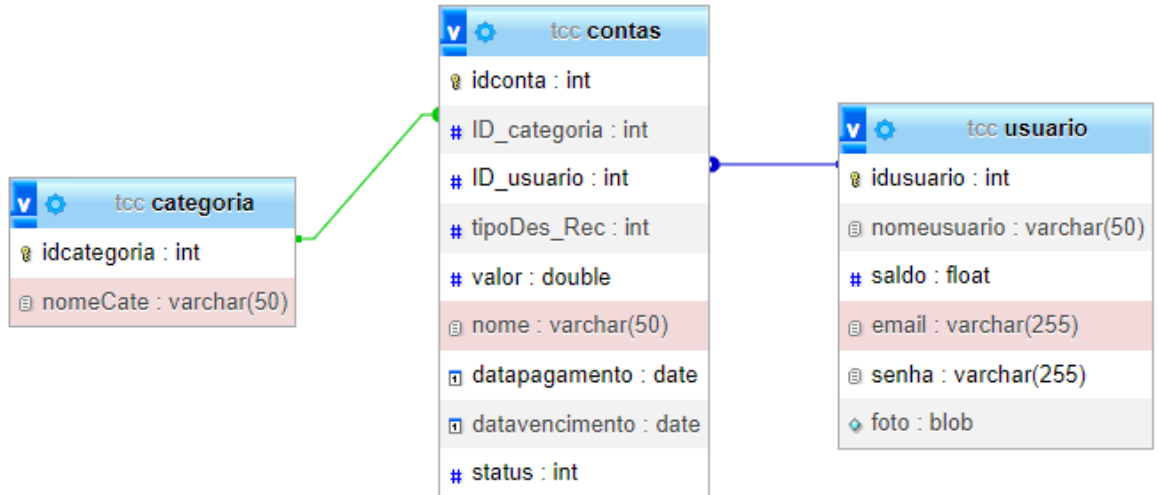 tcc categoria
idcategoria : int
nomeCate : varchar(50)
tcc contas
idconta : int
ID_categoria : int
ID_usuario : int
tipoDes_Rec : int
valor : double
nome : varchar(50)
datapagamento : date
datavencimento : date
status : int
tcc usuario
idusuario : int
nomeusuario : varchar(50)
saldo : float
email : varchar(255)
senha : varchar(255)
foto : blob